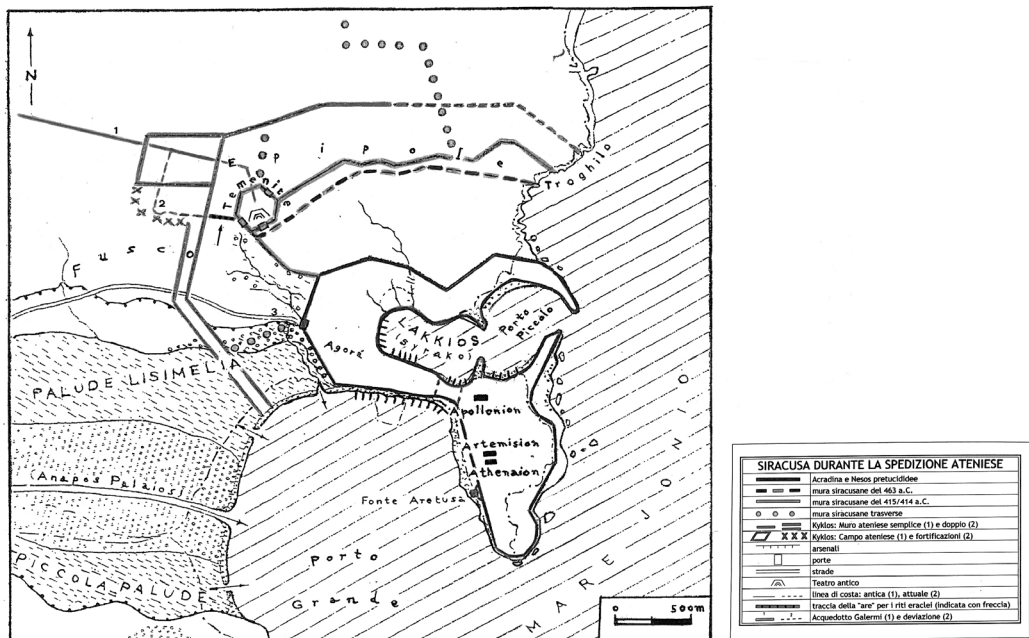 N
1
E p i p o l e
Troghilo
Temenite
2
Fusco
3
LAKKIOS
(syrakoi)
Porto
Piccolo
Agorà
PALUDE LISIMELIA
Apollonion
Artemision
Athenaion
(Anapos Palaios)
Fonte Aretusa
Porto
Grande
PICCOLA PALUDE
MARE JONIO
0 500m
SIRACUSA DURANTE LA SPEDIZIONE ATENIESE
Acradina e Nesos pretucididee
mura siracusane del 463 a.C.
mura siracusane del 415/414 a.C.
mura siracusane trasverse
Kyklos: Muro ateniese semplice (1) e doppio (2)
Kyklos: Campo ateniese (1) e fortificazioni (2)
arsenali
porte
strade
Teatro antico
linea di costa: antica (1), attuale (2)
traccia della "are" per i riti eraclei (indicata con freccia)
Acquedotto Galermi (1) e deviazione (2)